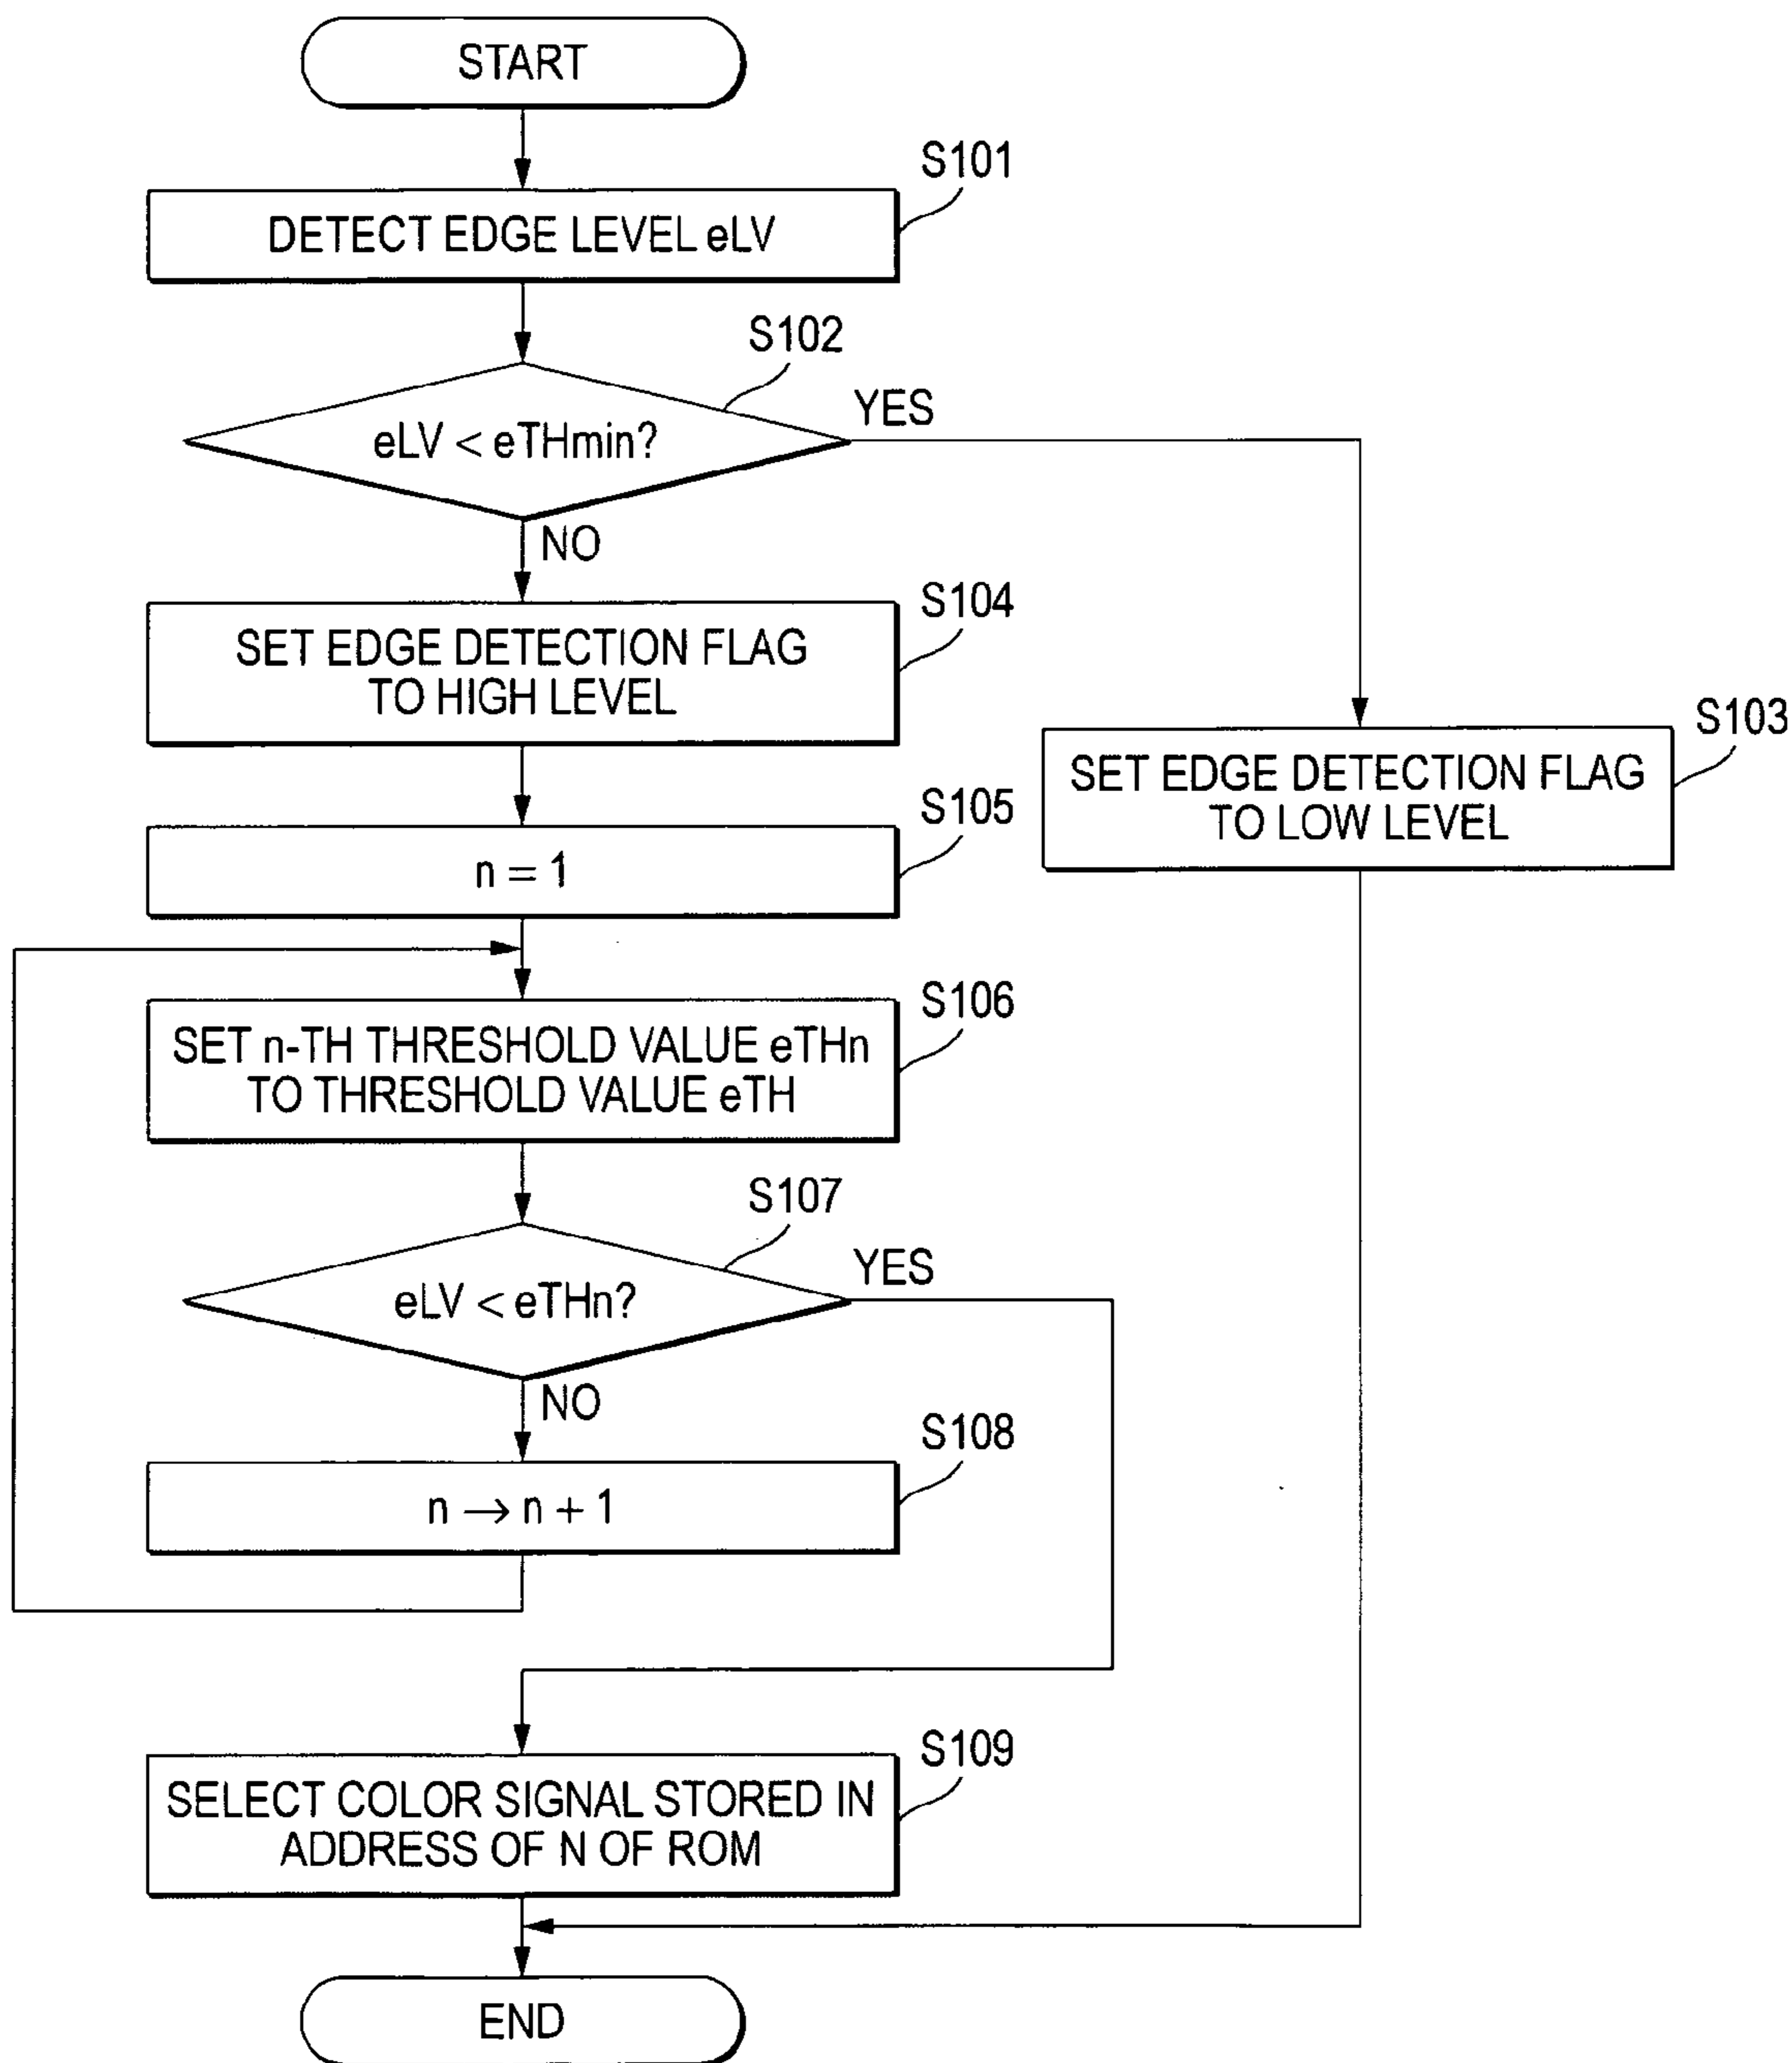 START
S101
DETECT EDGE LEVEL eLV
S102
eLV < eTHmin?
YES
NO
S104
SET EDGE DETECTION FLAG
TO HIGH LEVEL
S103
SET EDGE DETECTION FLAG
TO LOW LEVEL
S105
n = 1
S106
SET n-TH THRESHOLD VALUE eTHn
TO THRESHOLD VALUE eTH
S107
eLV < eTHn?
YES
NO
S108
n → n + 1
S109
SELECT COLOR SIGNAL STORED IN
ADDRESS OF N OF ROM
END